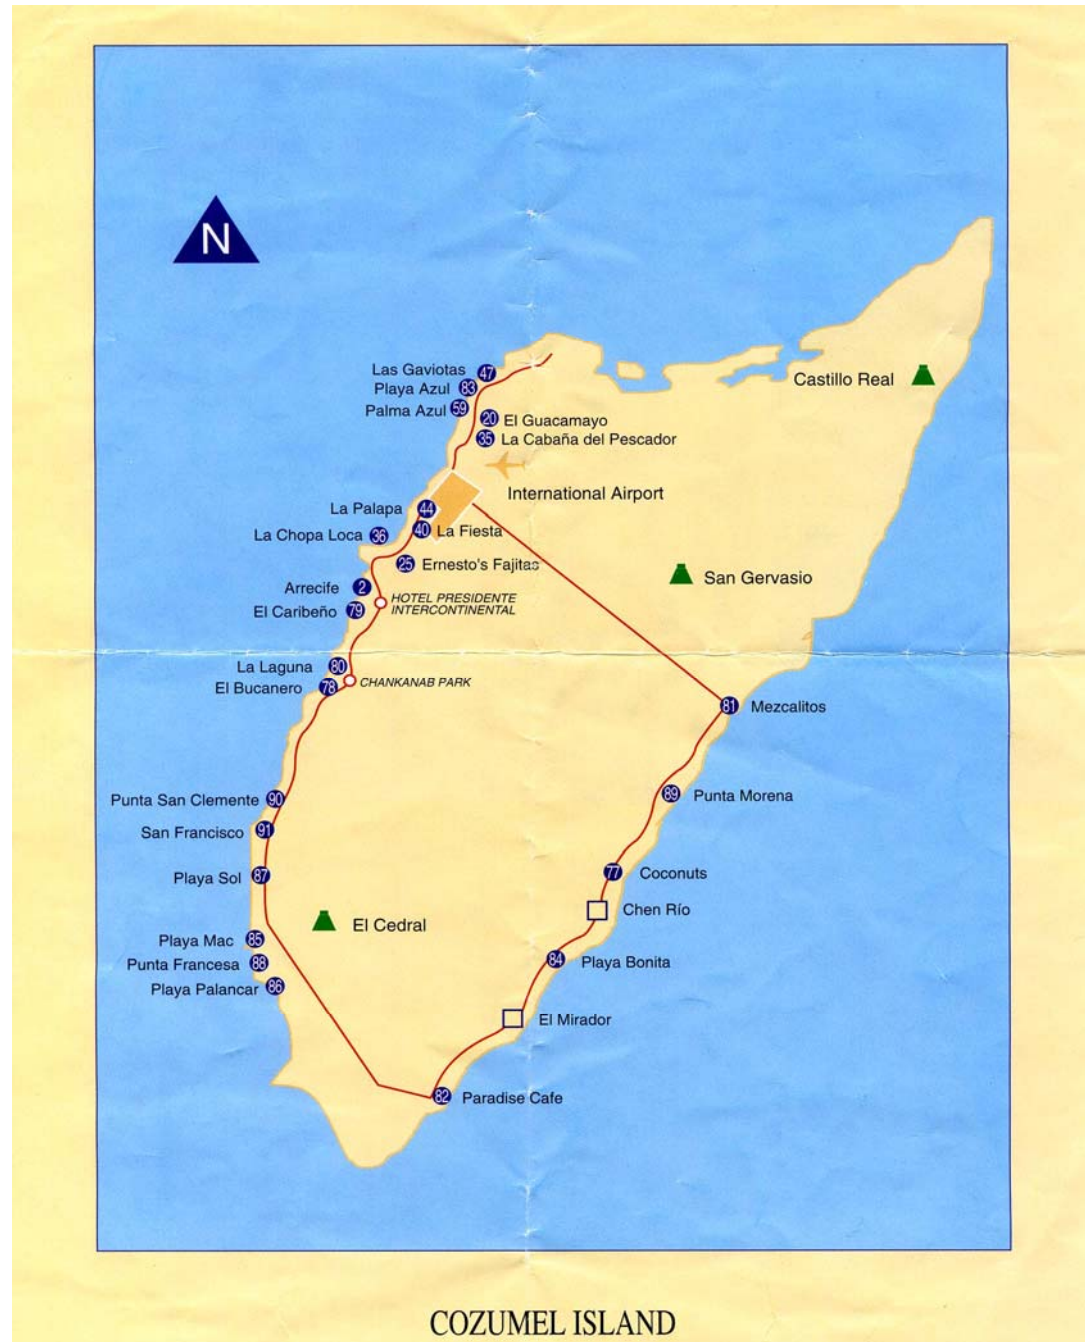 N
Las Gaviotas 47
Playa Azul 83
Palma Azul 59
20 El Guacamayo
35 La Cabaña del Pescador
Castillo Real
International Airport
La Palapa 44
La Chopa Loca 36
40 La Fiesta
25 Ernesto's Fajitas
San Gervasio
Arrecife 2
HOTEL PRESIDENTE
INTERCONTINENTAL
El Caribeño 79
La Laguna 80
El Bucanero 78
CHANKANAB PARK
81 Mezcalitos
Punta San Clemente 90
89 Punta Morena
San Francisco 91
Playa Sol 87
77 Coconuts
Chen Río
El Cedral
Playa Mac 85
Punta Francesa 88
84 Playa Bonita
Playa Palancar 86
El Mirador
82 Paradise Cafe
COZUMEL ISLAND